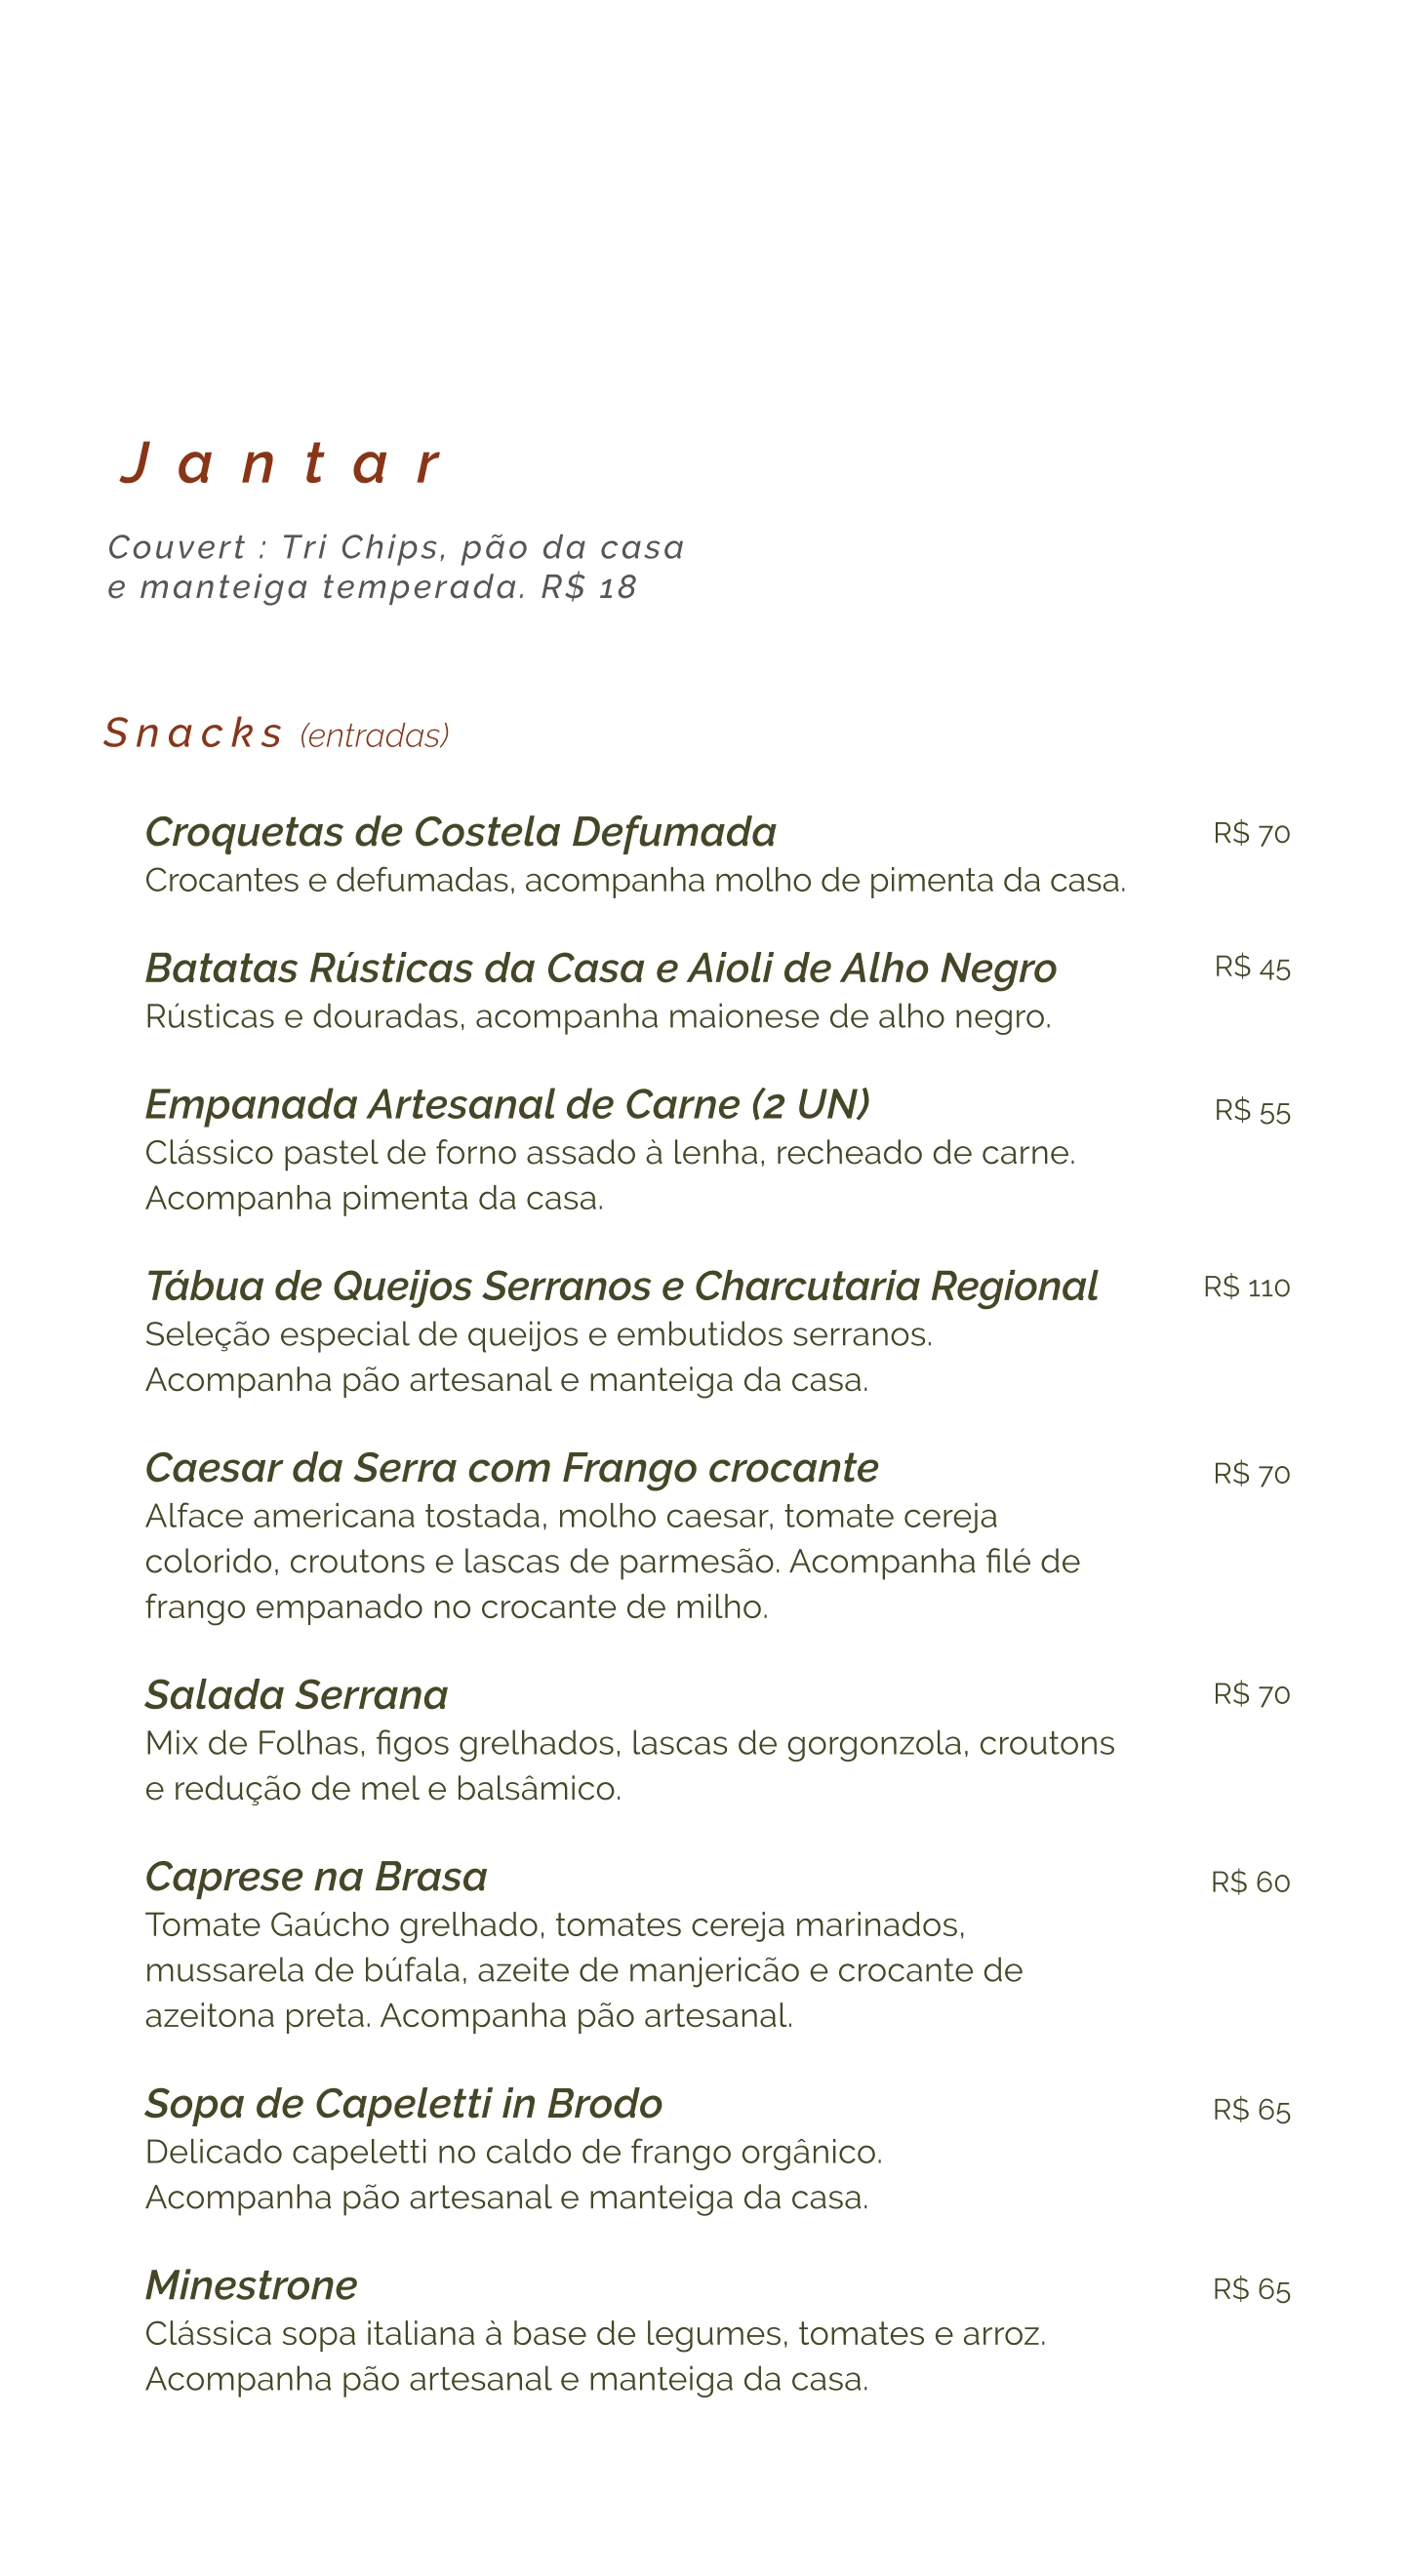 Jantar
Couvert : Tri Chips, pão da casa
e manteiga temperada. R$ 18
Snacks (entradas)
Croquetas de Costela Defumada R$ 70
Crocantes e defumadas, acompanha molho de pimenta da casa.
Batatas Rústicas da Casa e Aioli de Alho Negro R$ 45
Rústicas e douradas, acompanha maionese de alho negro.
Empanada Artesanal de Carne (2 UN) R$ 55
Clássico pastel de forno assado à lenha, recheado de carne.
Acompanha pimenta da casa.
Tábua de Queijos Serranos e Charcutaria Regional R$ 110
Seleção especial de queijos e embutidos serranos.
Acompanha pão artesanal e manteiga da casa.
Caesar da Serra com Frango crocante R$ 70
Alface americana tostada, molho caesar, tomate cereja
colorido, croutons e lascas de parmesão. Acompanha filé de
frango empanado no crocante de milho.
Salada Serrana R$ 70
Mix de Folhas, figos grelhados, lascas de gorgonzola, croutons
e redução de mel e balsâmico.
Caprese na Brasa R$ 60
Tomate Gaúcho grelhado, tomates cereja marinados,
mussarela de búfala, azeite de manjericão e crocante de
azeitona preta. Acompanha pão artesanal.
Sopa de Capeletti in Brodo R$ 65
Delicado capeletti no caldo de frango orgânico.
Acompanha pão artesanal e manteiga da casa.
Minestrone R$ 65
Clássica sopa italiana à base de legumes, tomates e arroz.
Acompanha pão artesanal e manteiga da casa.